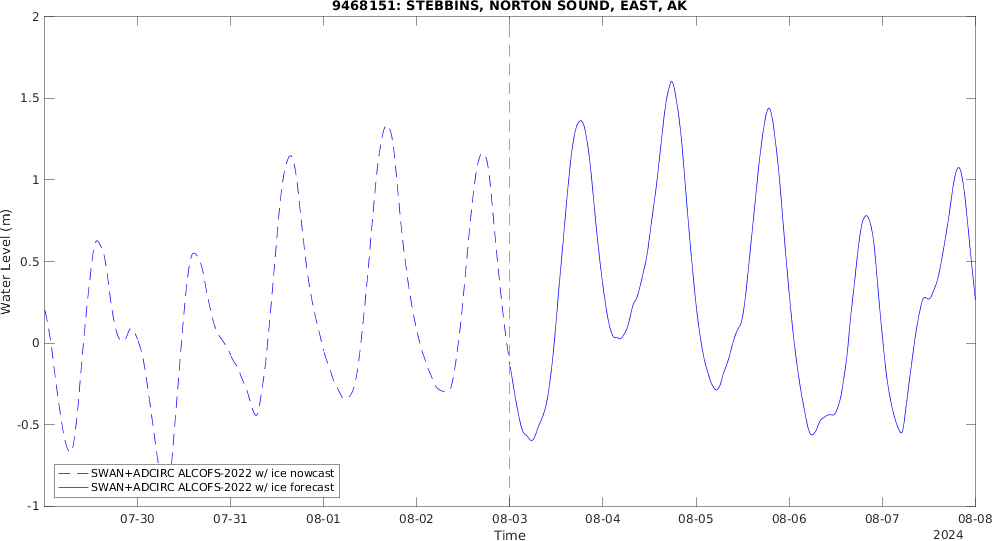 9468151: STEBBINS, NORTON SOUND, EAST, AK
2
1.5
1
0.5
0
-0.5
-1
Water Level (m)
SWAN+ADCIRC ALCOFS-2022 w/ ice nowcast
SWAN+ADCIRC ALCOFS-2022 w/ ice forecast
07-30 07-31 08-01 08-02 08-03 08-04 08-05 08-06 08-07 08-08
Time
2024